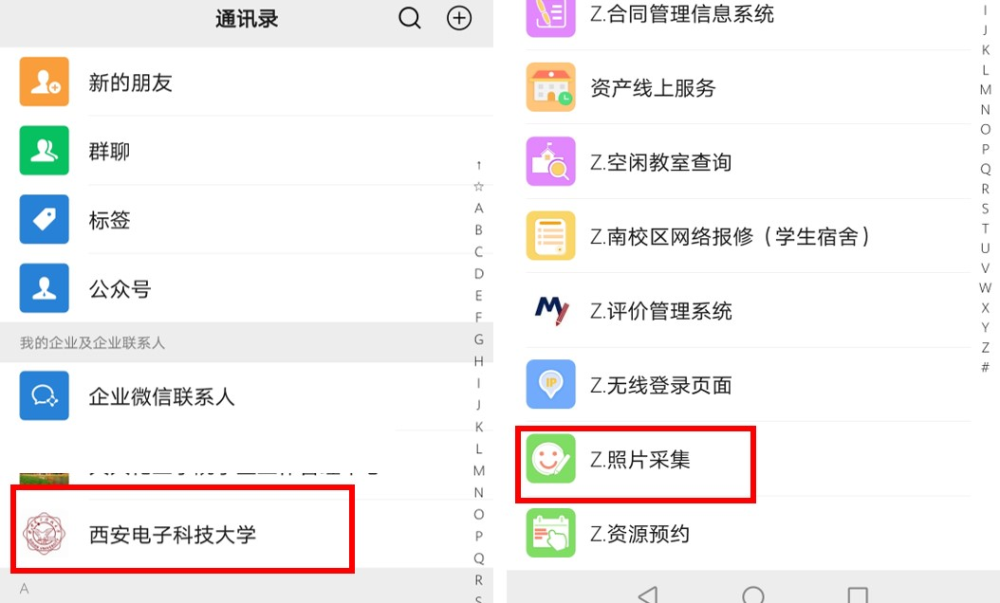 通讯录
新的朋友
群聊
标签
公众号
我的企业及企业联系人
企业微信联系人
西安电子科技大学
A
↑
☆
A
B
C
D
E
F
G
H
I
J
K
L
M
N
O
P
Q
R
S
Z.合同管理信息系统
资产线上服务
Z.空闲教室查询
Z.南校区网络报修（学生宿舍）
Z.评价管理系统
IP
Z.无线登录页面
Z.照片采集
Z.资源预约
I
J
K
L
M
N
O
P
Q
R
S
T
U
V
W
X
Y
Z
#